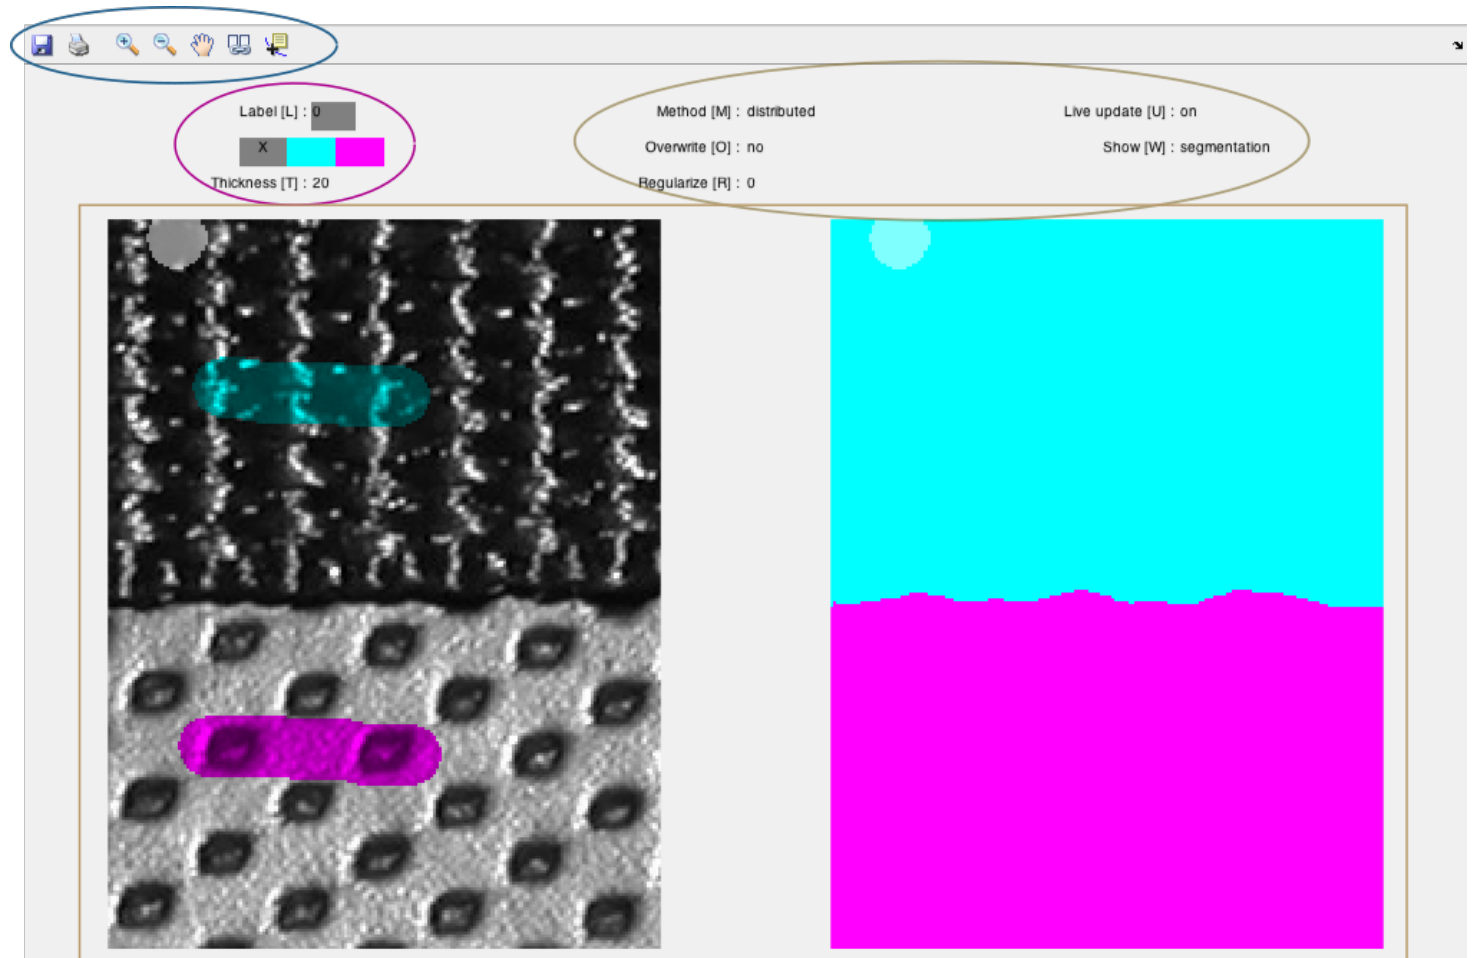 Label [L] : 0
Method [M] : distributed
Live update [U] : on
X
Overwrite [O] : no
Show [W] : segmentation
Thickness [T] : 20
Regularize [R] : 0